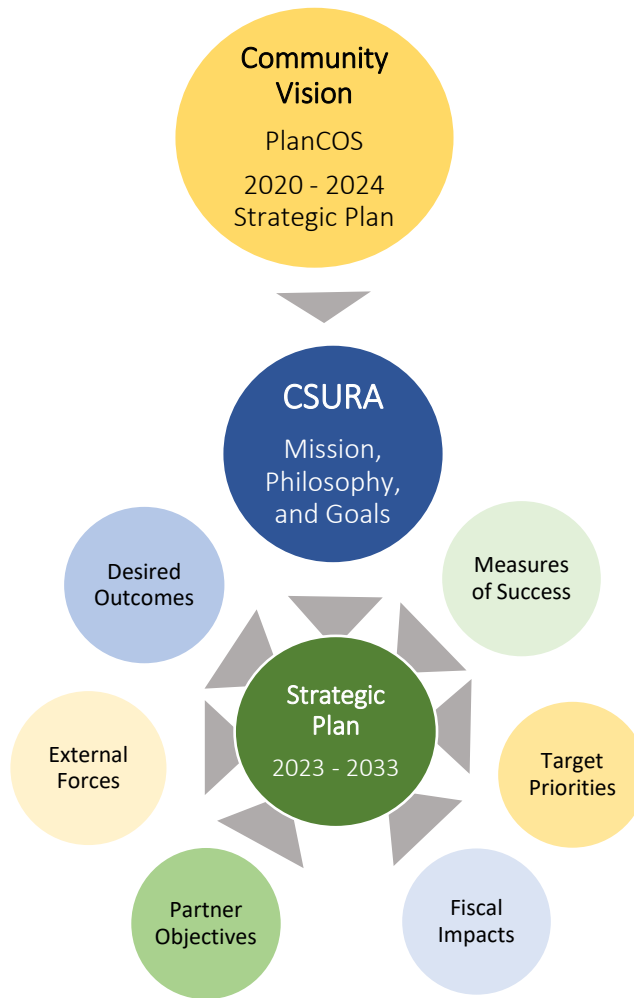 Community
Vision
PlanCOS
2020 - 2024
Strategic Plan
CSURA
Mission,
Philosophy,
and Goals
Desired
Outcomes
Measures
of Success
Strategic
Plan
2023 - 2033
External
Forces
Target
Priorities
Partner
Objectives
Fiscal
Impacts